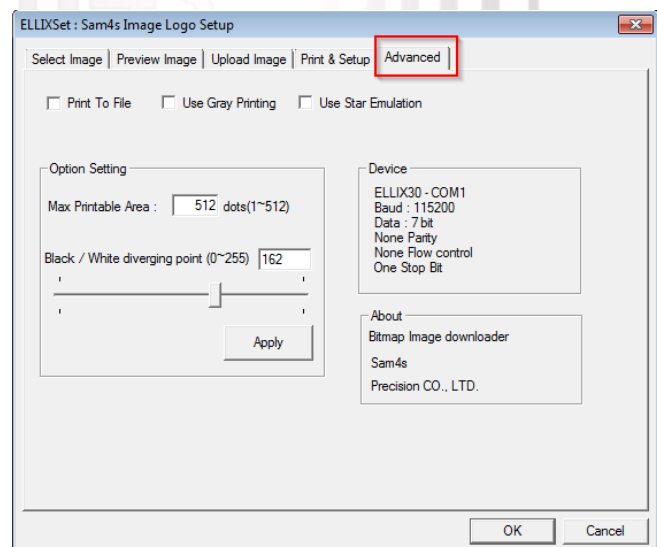 ELLIXSet : Sam4s Image Logo Setup
Select Image Preview Image Upload Image Print & Setup Advanced
Print To File Use Gray Printing Use Star Emulation
Option Setting
Max Printable Area : 512 dots(1~512)
Black / White diverging point (0~255) 162
Apply
Device
ELLIX30 - COM1
Baud : 115200
Data : 7 bit
None Parity
None Flow control
One Stop Bit
About
Bitmap Image downloader
Sam4s
Precision CO., LTD.
OK Cancel